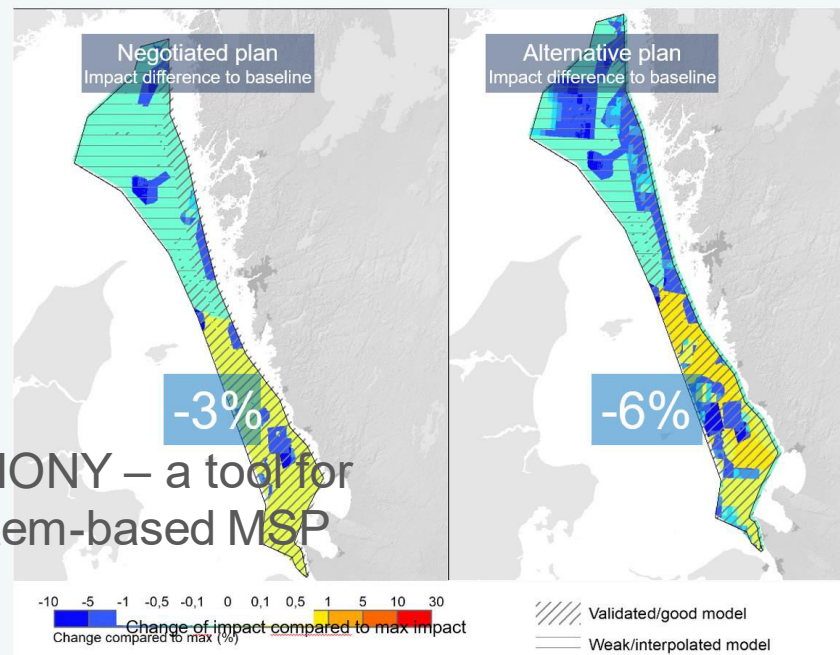 Negotiated plan
Impact difference to baseline
Alternative plan
Impact difference to baseline
-3%
-6%
– a tool for
-based MSP
-10 -5 -1 -0,5 -0,1 0 0,1 0,5 1 5 10 30
Change of impact compared to max impact
Change compared to max (%)
Validated/good model
Weak/interpolated model